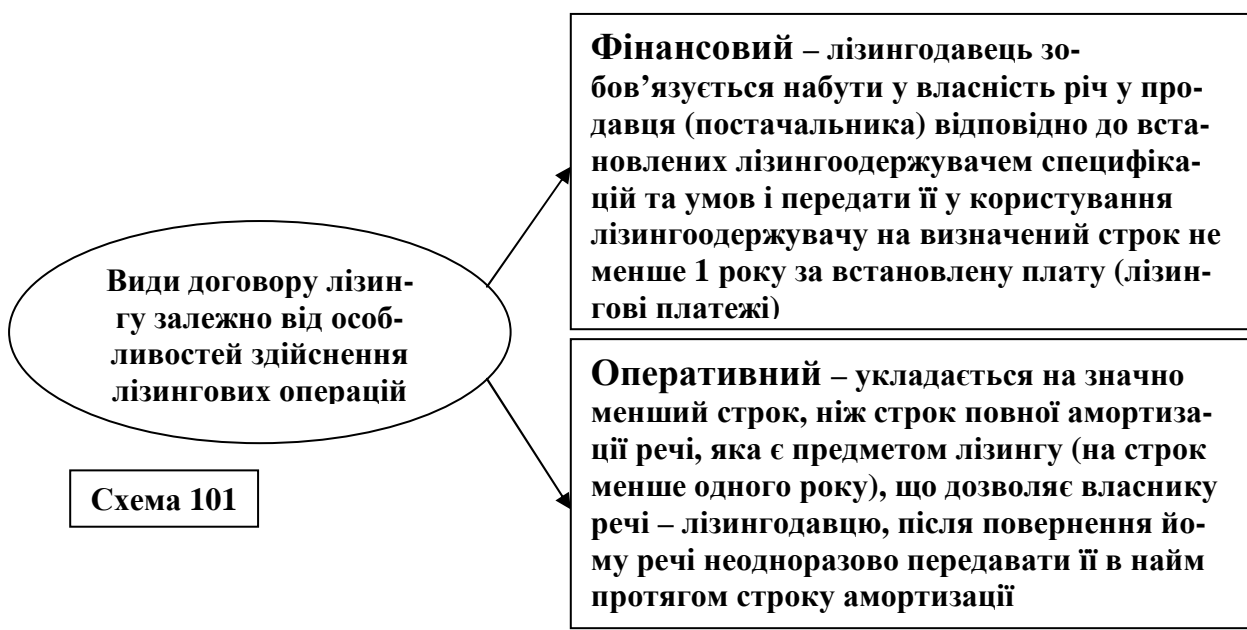 Фінансовий – лізингодавець зо-
бов’язується набути у власність річ у про-
давця (постачальника) відповідно до вста-
новлених лізингоодержувачем специфіка-
цій та умов і передати її у користування
лізингоодержувачу на визначений строк не
менше 1 року за встановлену плату (лізин-
гові платежі)
Види договору лізин-
гу залежно від особ-
ливостей здійснення
лізингових операцій
Оперативний – укладається на значно
менший строк, ніж строк повної амортиза-
ції речі, яка є предметом лізингу (на строк
менше одного року), що дозволяє власнику
речі – лізингодавцю, після повернення йо-
му речі неодноразово передавати її в найм
протягом строку амортизації
Схема 101